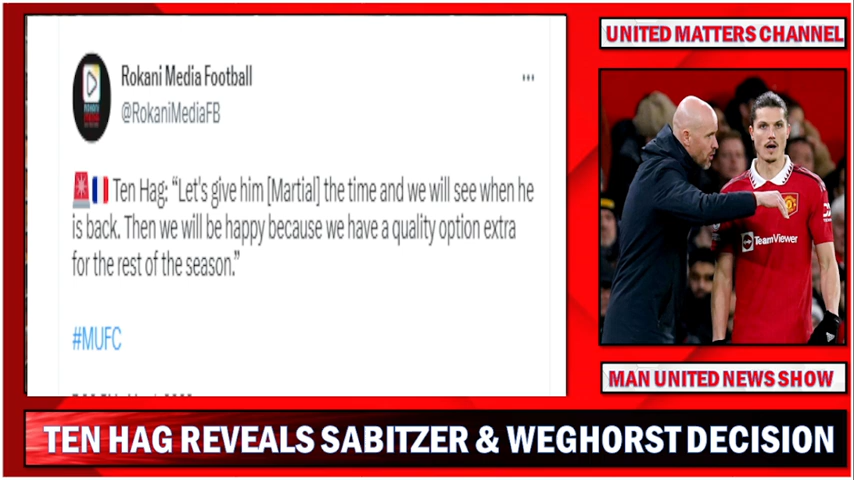 UNITED MATTERS CHANNEL
Rokani Media Football
@RokaniMediaFB
Ten Hag: “Let's give him [Martial] the time and we will see when he
is back. Then we will be happy because we have a quality option extra
for the rest of the season.”
#MUFC
TeamViewer
MAN UNITED NEWS SHOW
TEN HAG REVEALS SABITZER & WEGHORST DECISION